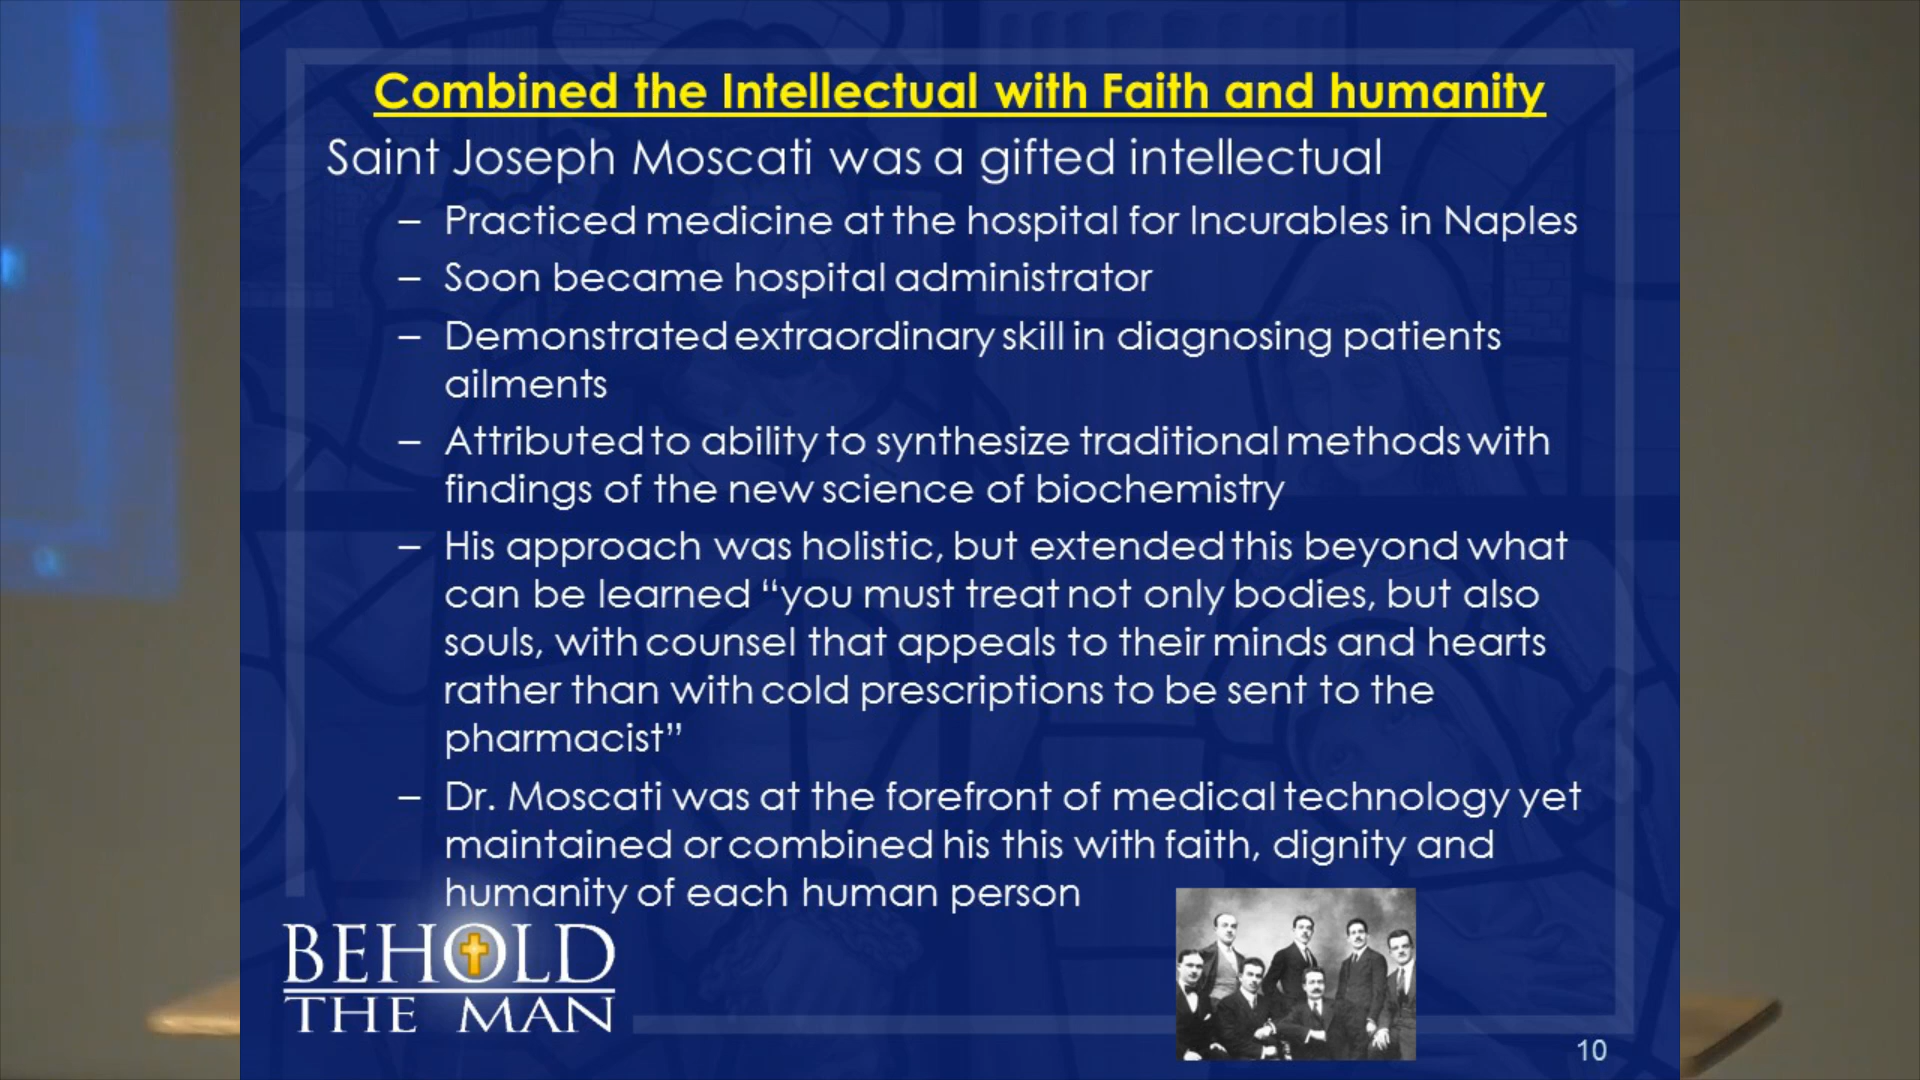 Combined the Intellectual with Faith and humanity
Saint Joseph Moscati was a gifted intellectual
– Practiced medicine at the hospital for Incurables in Naples
– Soon became hospital administrator
– Demonstrated extraordinary skill in diagnosing patients
ailments
– Attributed to ability to synthesize traditional methods with
findings of the new science of biochemistry
– His approach was holistic, but extended this beyond what
can be learned “you must treat not only bodies, but also
souls, with counsel that appeals to their minds and hearts
rather than with cold prescriptions to be sent to the
pharmacist”
– Dr. Moscati was at the forefront of medical technology yet
maintained or combined his this with faith, dignity and
humanity of each human person
BEHOLD
THE MAN
10